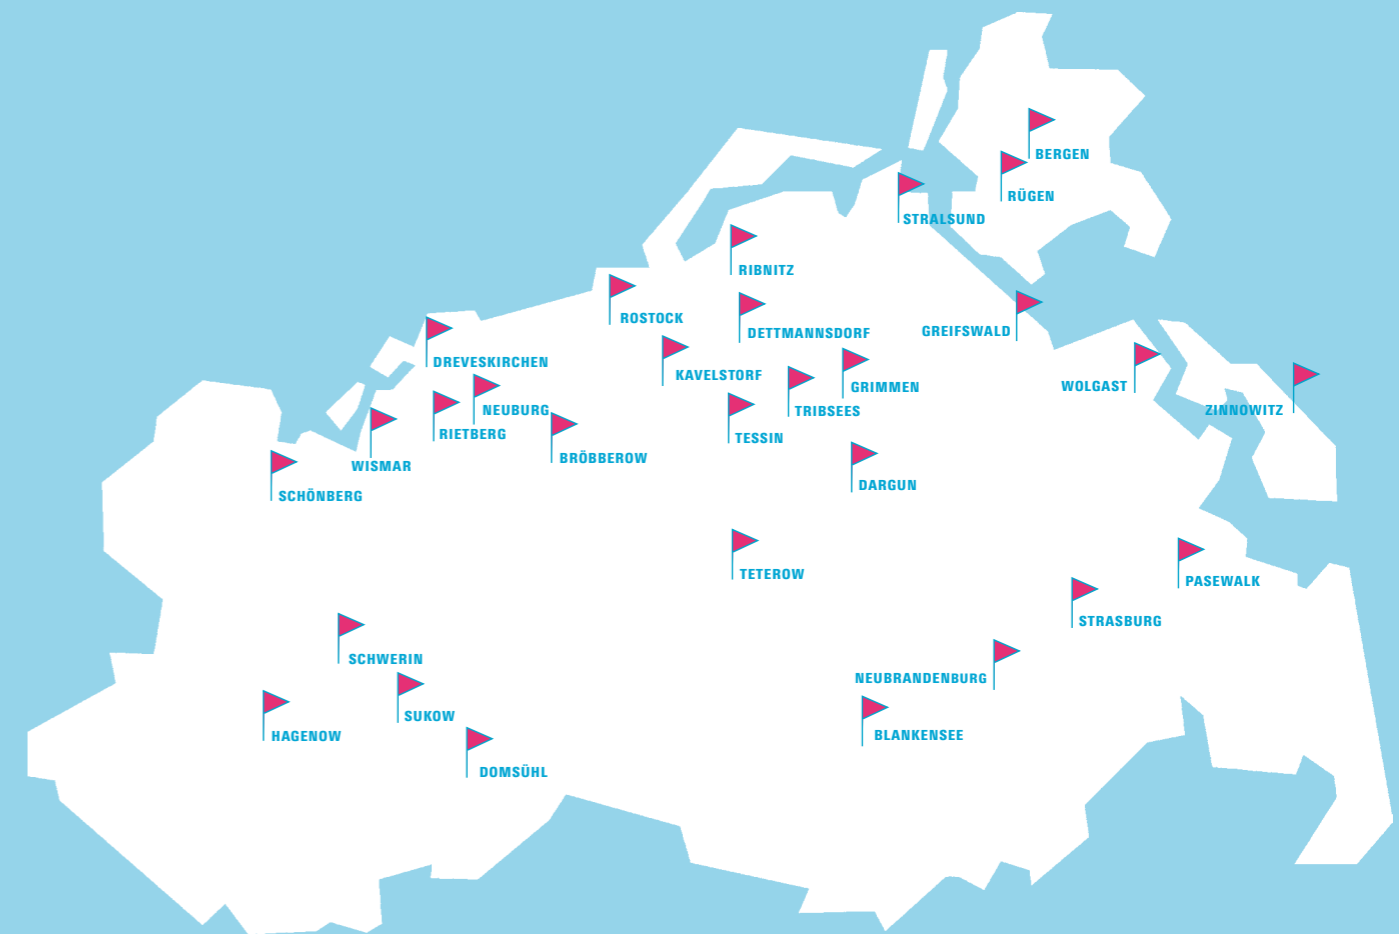 BERGEN
RÜGEN
STRALSUND
RIBNITZ
ROSTOCK
DETTMANNSDORF
GREIFSWALD
DREVESKIRCHEN
KAVELSTORF
GRIMMEN
WOLGAST
NEUBURG
TRIBSEES
ZINNOWITZ
RIETBERG
TESSIN
BRÖBBEROW
WISMAR
DARGUN
SCHÖNBERG
TETEROW
PASEWALK
STRASBURG
SCHWERIN
NEUBRANDENBURG
SUKOW
HAGENOW
BLANKENSEE
DOMSÜHL